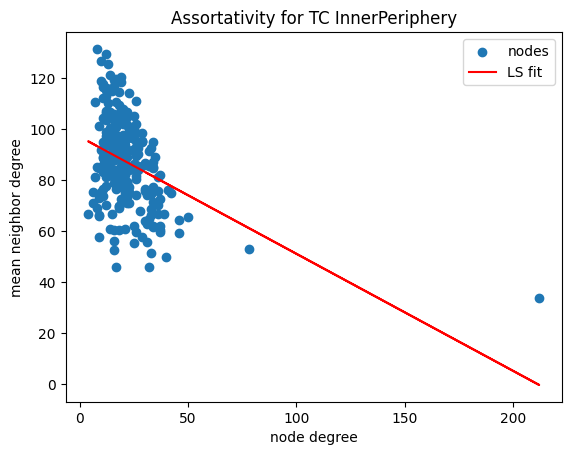 Assortativity for TC InnerPeriphery
nodes
LS fit
mean neighbor degree
120
100
80
60
40
20
0
0
50
100
150
200
node degree